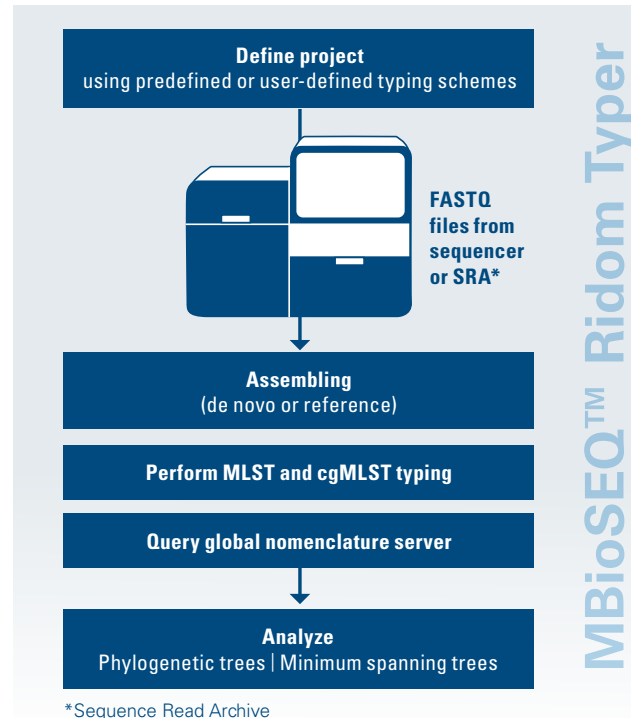 Define project
using predefined or user-defined typing schemes
FASTQ
files from
sequencer
or SRA*
Assembling
(de novo or reference)
Perform MLST and cgMLST typing
Query global nomenclature server
Analyze
Phylogenetic trees | Minimum spanning trees
*Sequence Read Archive
MBioSEQ™ Ridom Typer